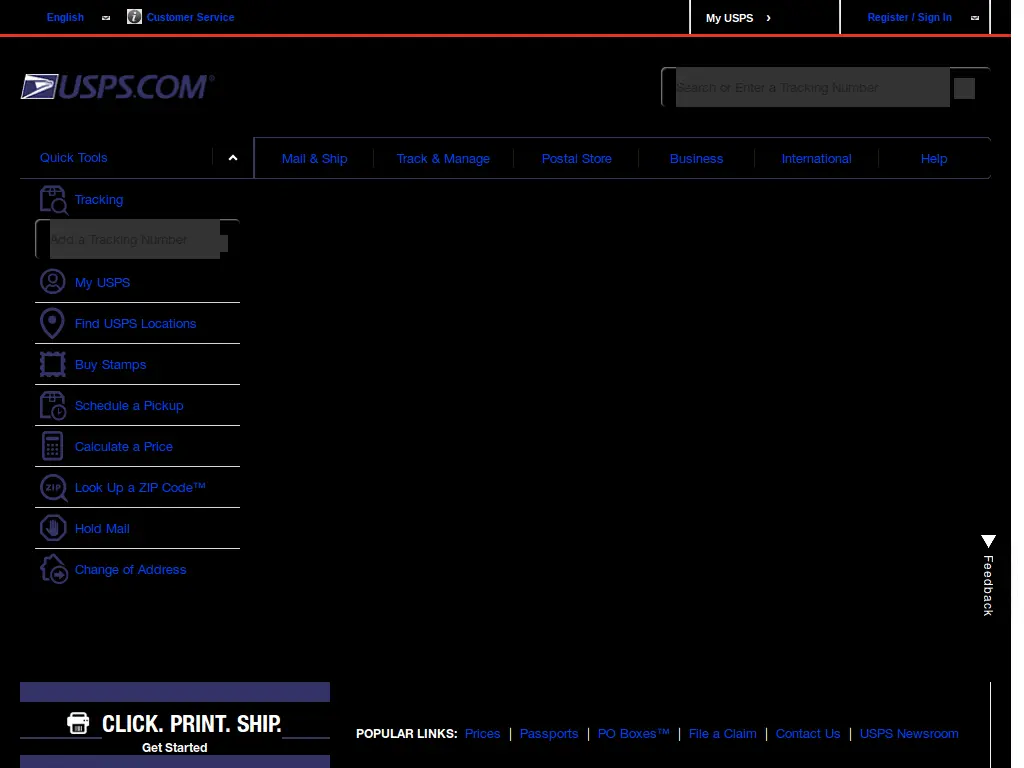 English
Customer Service
My USPS ›
Register / Sign In
USPS.COM®
Search or Enter a Tracking Number
Quick Tools
Mail & Ship
Track & Manage
Postal Store
Business
International
Help
Tracking
Add a Tracking Number
My USPS
Find USPS Locations
Buy Stamps
Schedule a Pickup
Calculate a Price
ZIP
Look Up a ZIP Code™
Hold Mail
Change of Address
Feedback
CLICK. PRINT. SHIP.
Get Started
POPULAR LINKS: Prices | Passports | PO Boxes™ | File a Claim | Contact Us | USPS Newsroom